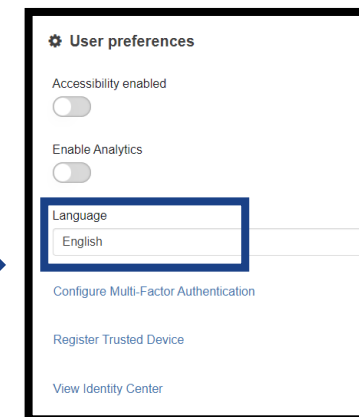 User preferences
Accessibility enabled
Enable Analytics
Language
English
Configure Multi-Factor Authentication
Register Trusted Device
View Identity Center